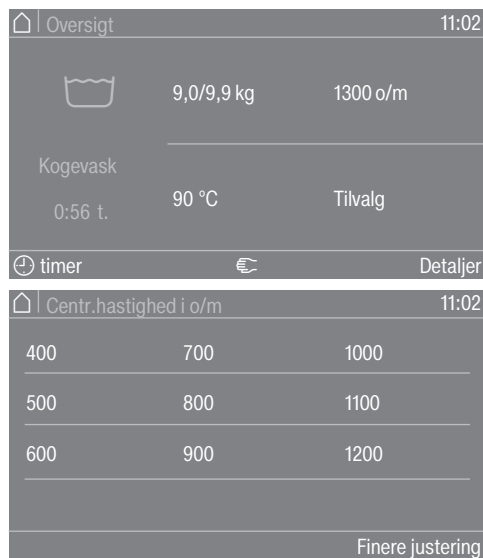 Oversigt 11:02
9,0/9,9 kg 1300 o/m
Kogevask
90 °C Tilvalg
0:56 t.
timer Detaljer
Centr.hastighed i o/m 11:02
400 700 1000
500 800 1100
600 900 1200
Finere justering